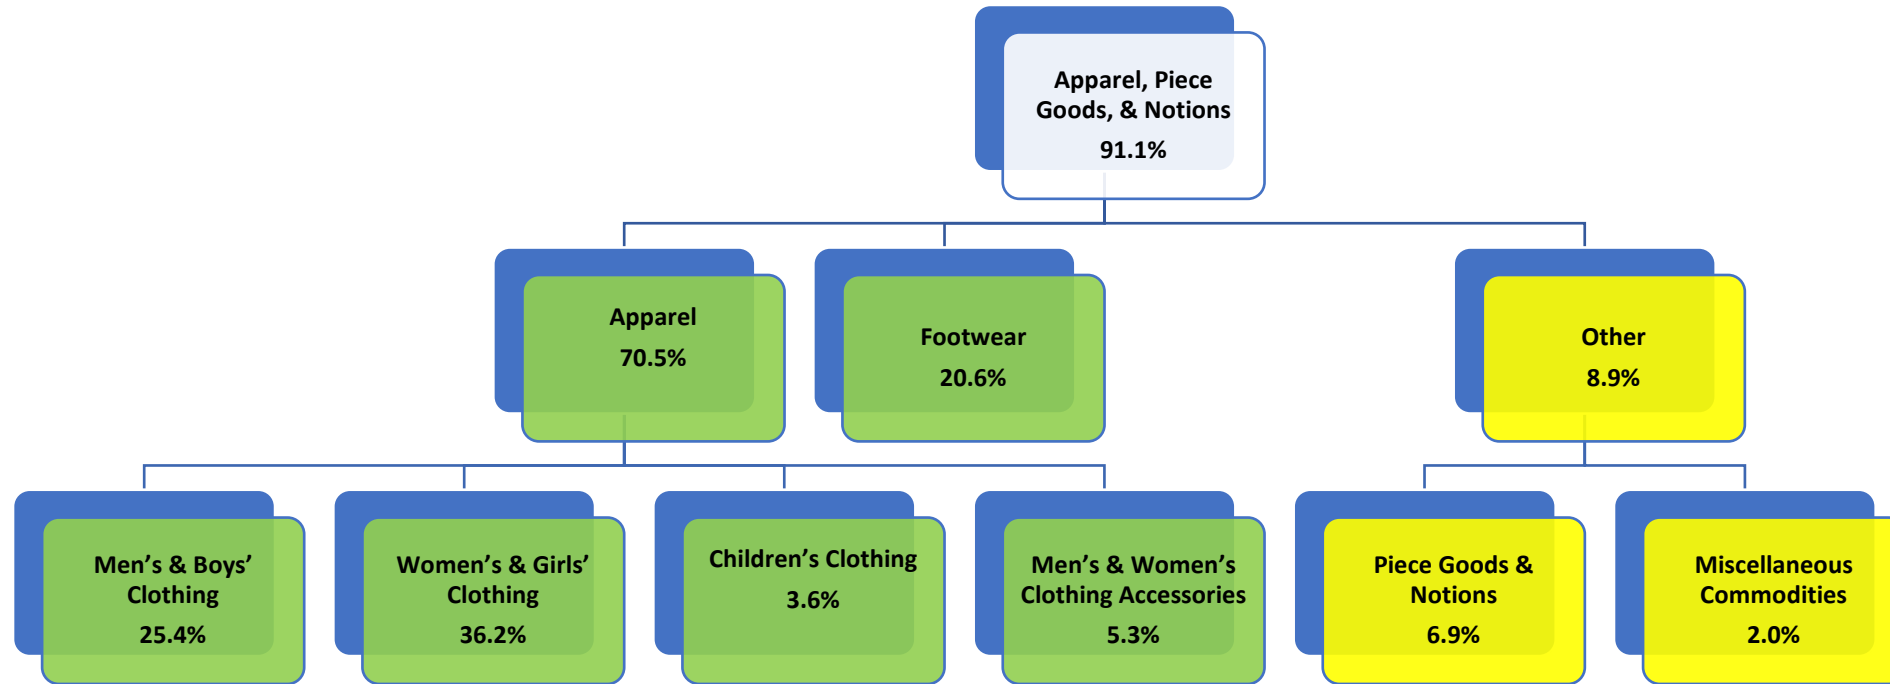 Apparel, Piece
Goods, & Notions
91.1%
Apparel
70.5%
Footwear
20.6%
Other
8.9%
Men’s & Boys’
Clothing
25.4%
Women’s & Girls’
Clothing
36.2%
Children’s Clothing
3.6%
Men’s & Women’s
Clothing Accessories
5.3%
Piece Goods &
Notions
6.9%
Miscellaneous
Commodities
2.0%